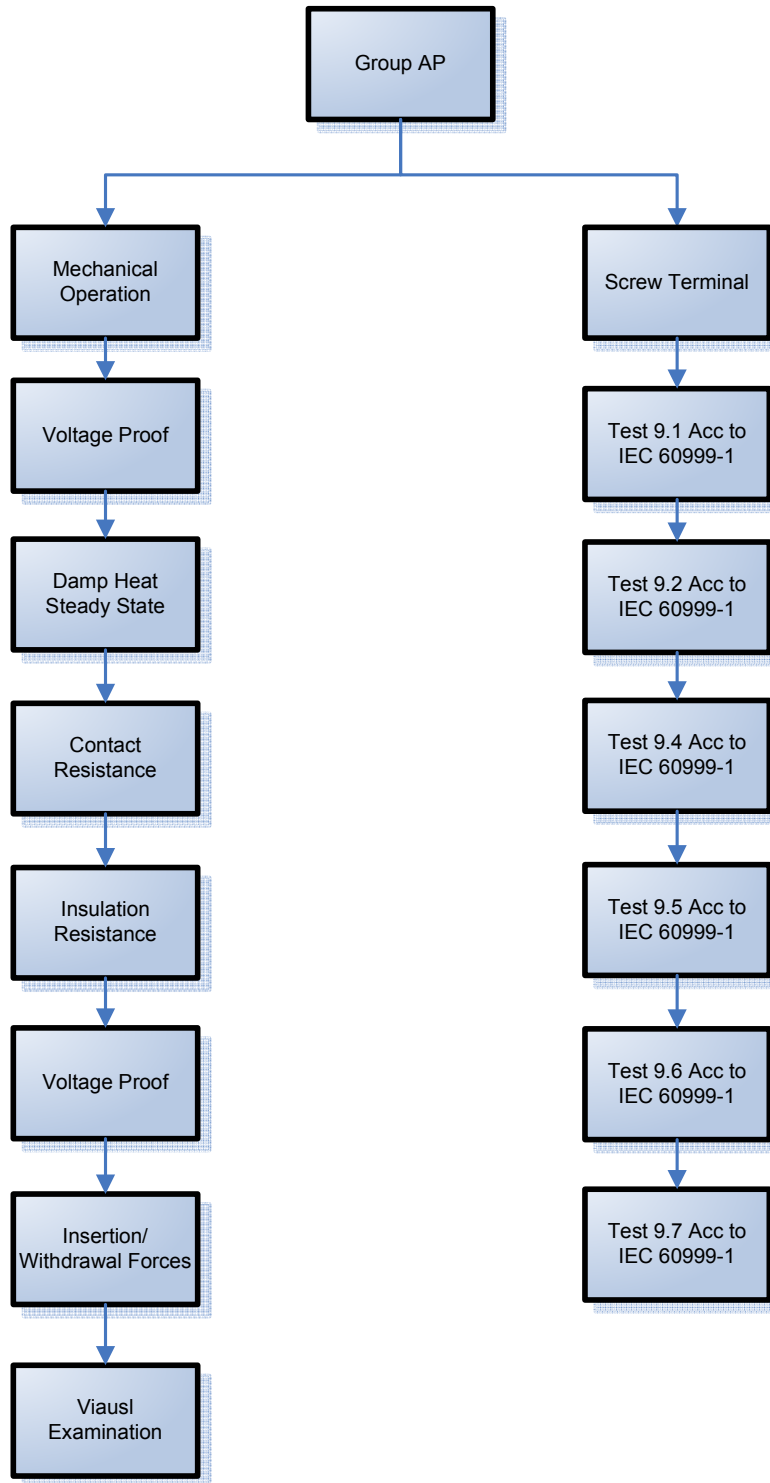 Group AP
Mechanical
Operation
Voltage Proof
Damp Heat
Steady State
Contact
Resistance
Insulation
Resistance
Voltage Proof
Insertion/
Withdrawal Forces
Viausl
Examination
Screw Terminal
Test 9.1 Acc to
IEC 60999-1
Test 9.2 Acc to
IEC 60999-1
Test 9.4 Acc to
IEC 60999-1
Test 9.5 Acc to
IEC 60999-1
Test 9.6 Acc to
IEC 60999-1
Test 9.7 Acc to
IEC 60999-1